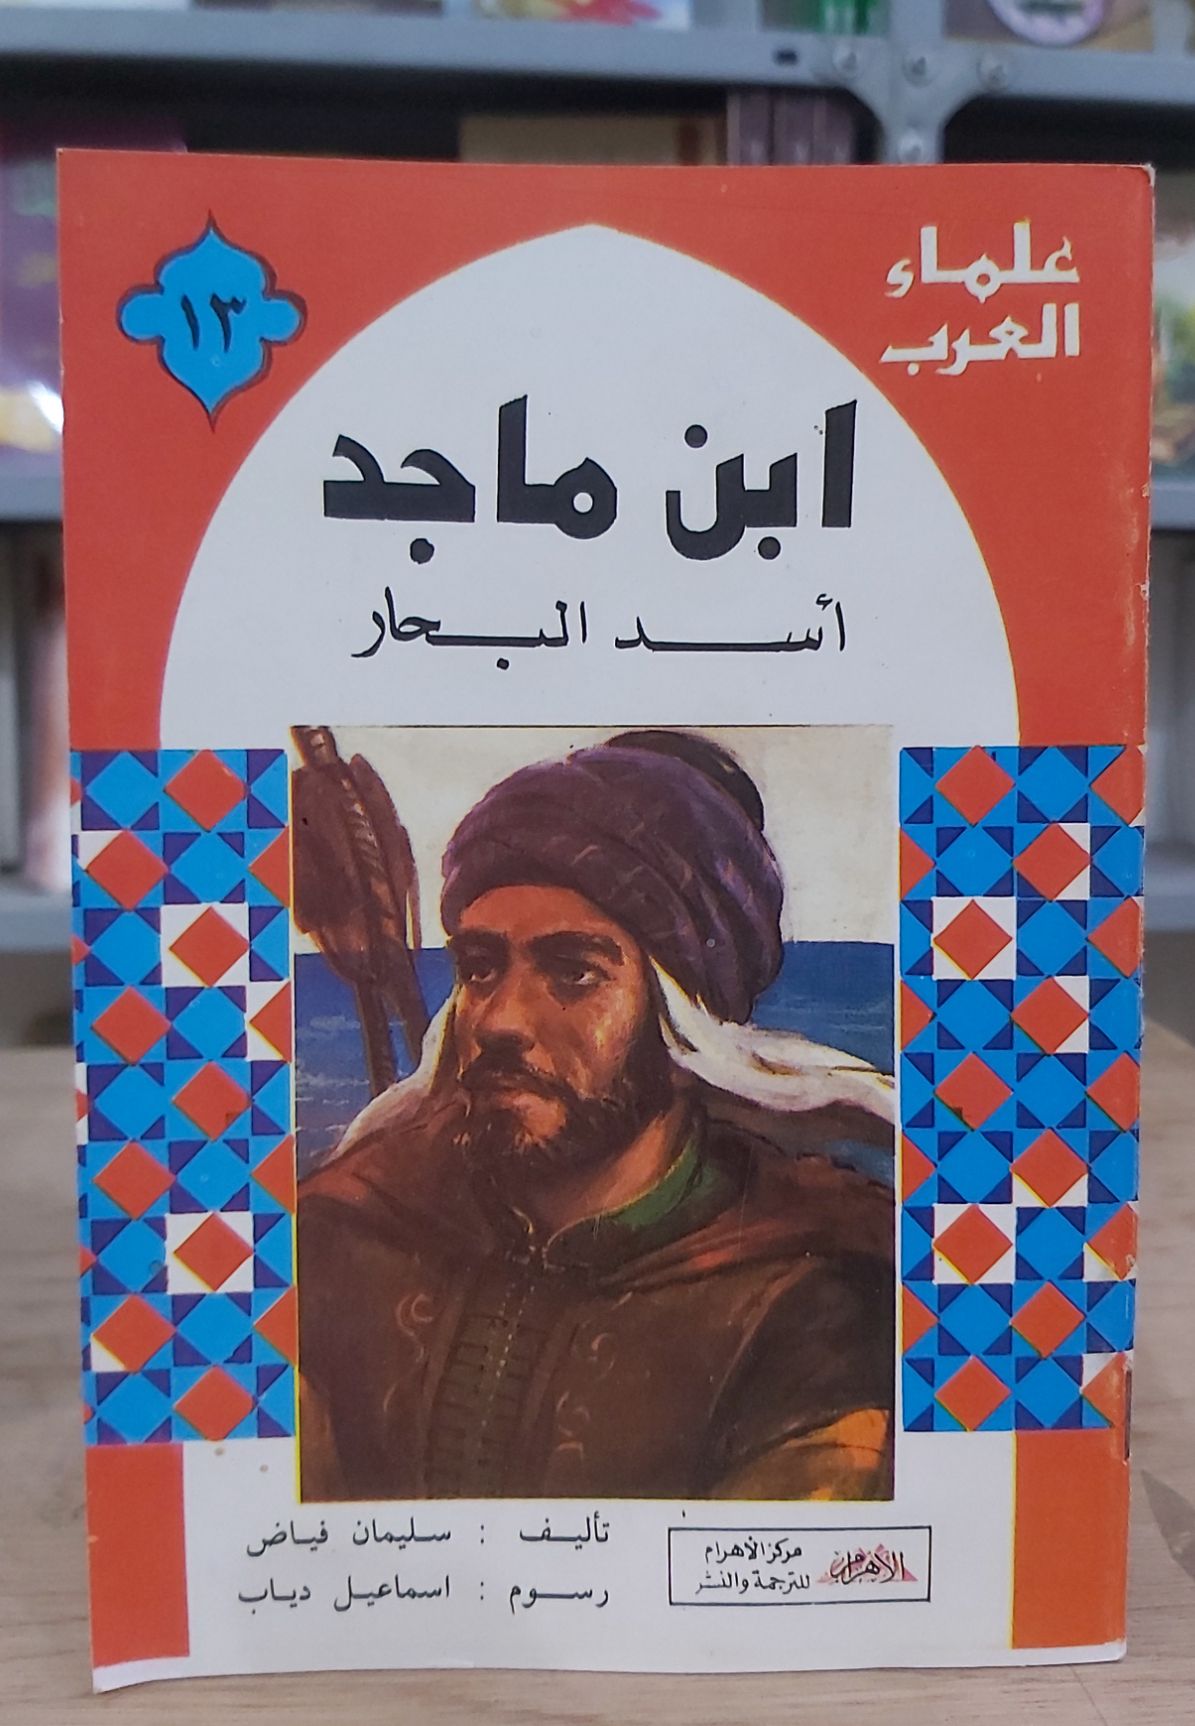 علماء
العرب
١٣
ابن ماجد
أسد البحار
تأليف : سليمان فياض
رسوم : اسماعيل دياب
الأهرام
مركز الأهرام
للترجمة والنشر